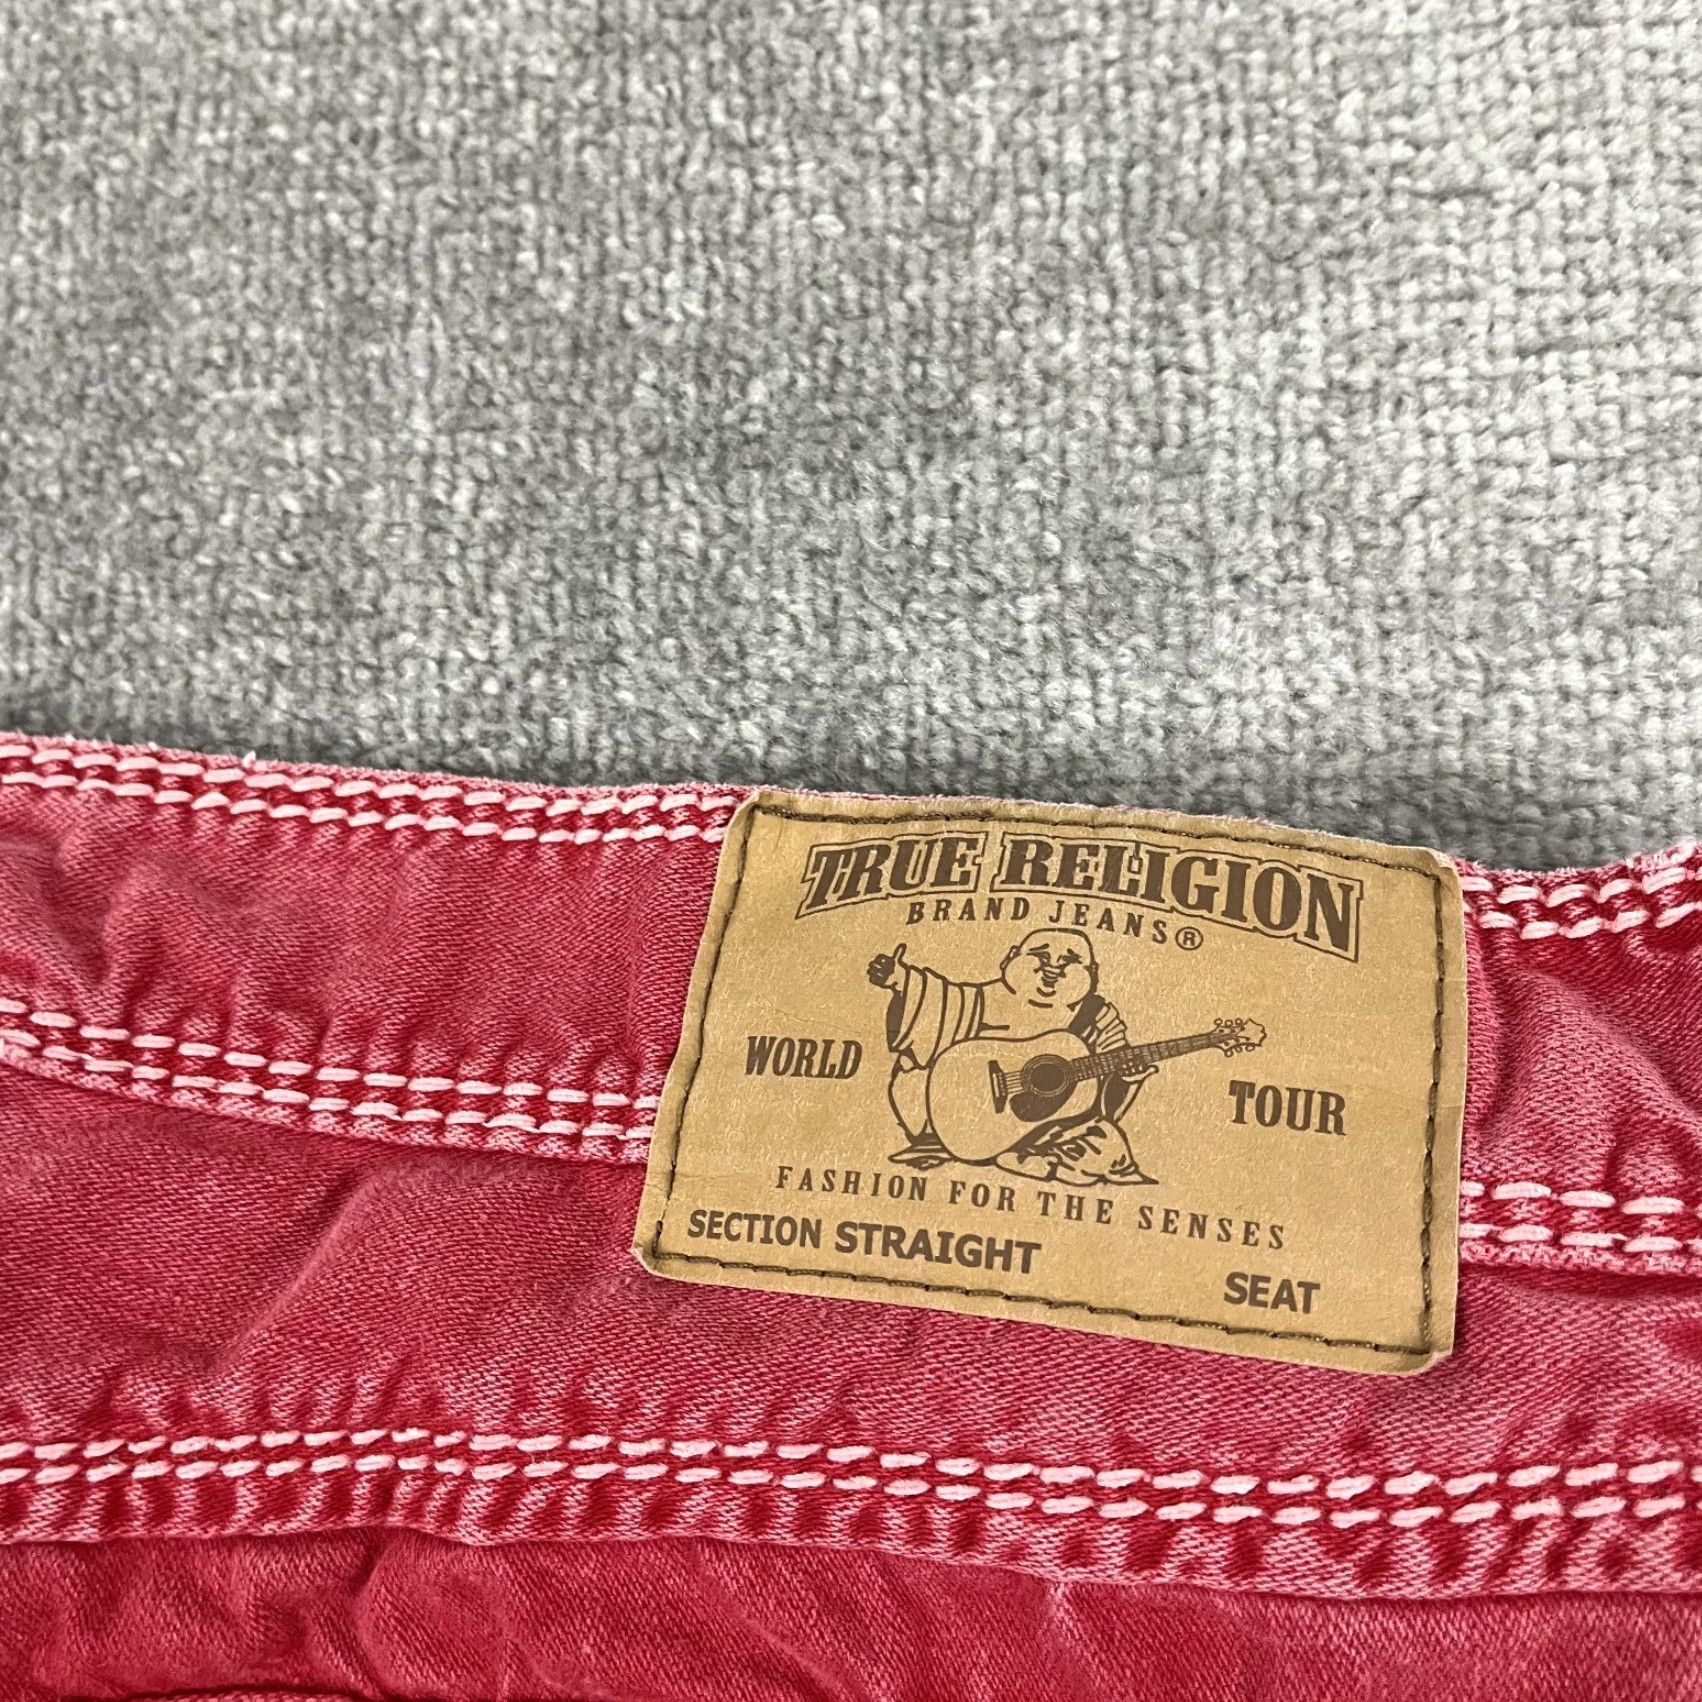 TRUE RELIGION
BRAND JEANS®
WORLD TOUR
FASHION FOR THE SENSES
SECTION STRAIGHT
SEAT